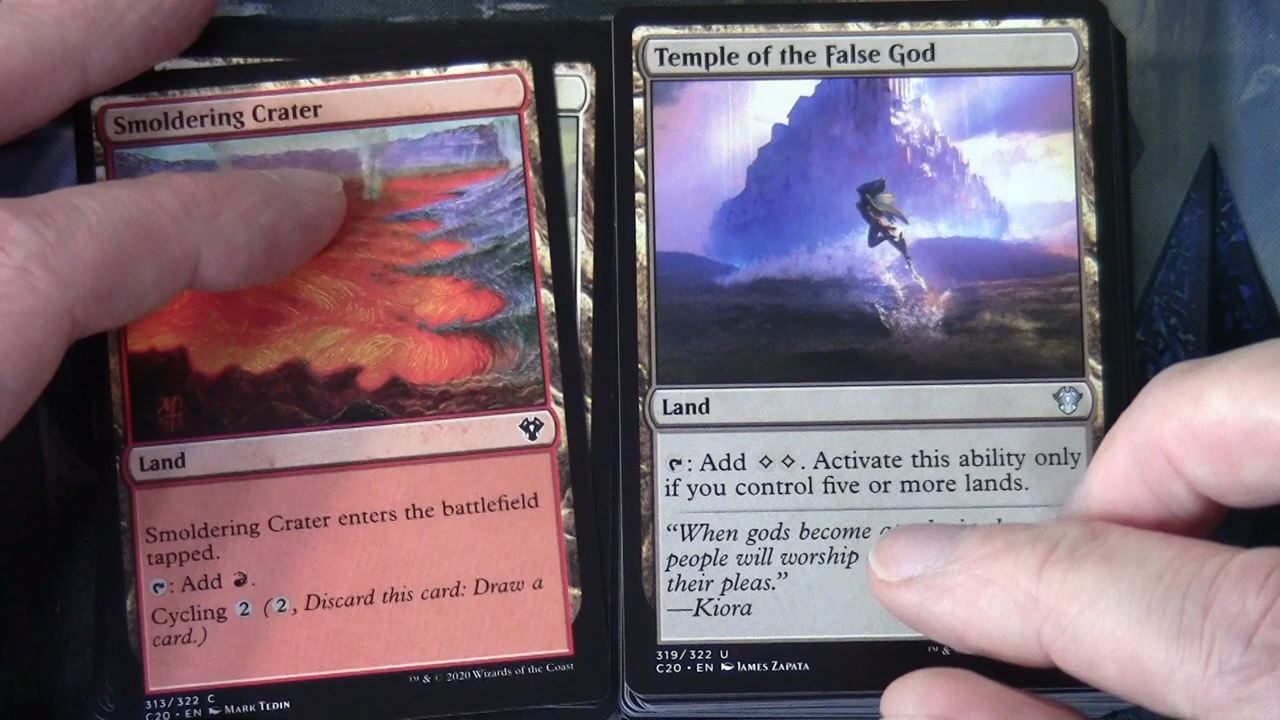 Smoldering Crater
Land
Smoldering Crater enters the battlefield
tapped.
: Add .
Cycling 2 (2, Discard this card: Draw a
card.)
™ & © 2020 Wizards of the Coast
313/322 C
C20 • EN MARK TEDIN
Temple of the False God
Land
: Add . Activate this ability only
if you control five or more lands.
“When gods become
people will worship
their pleas.”
—Kiora
319/322 U
C20 • EN JAMES ZAPATA
™ &